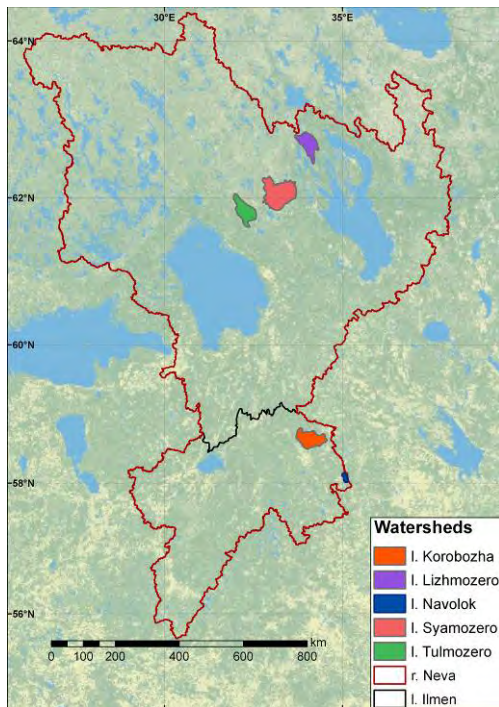 30°E 35°E
64°N
62°N
60°N
58°N
56°N
km
0 100 200 400 600 800
Watersheds
l. Korobozha
l. Lizhmozero
l. Navolok
l. Syamozero
l. Tulmozero
r. Neva
l. Ilmen